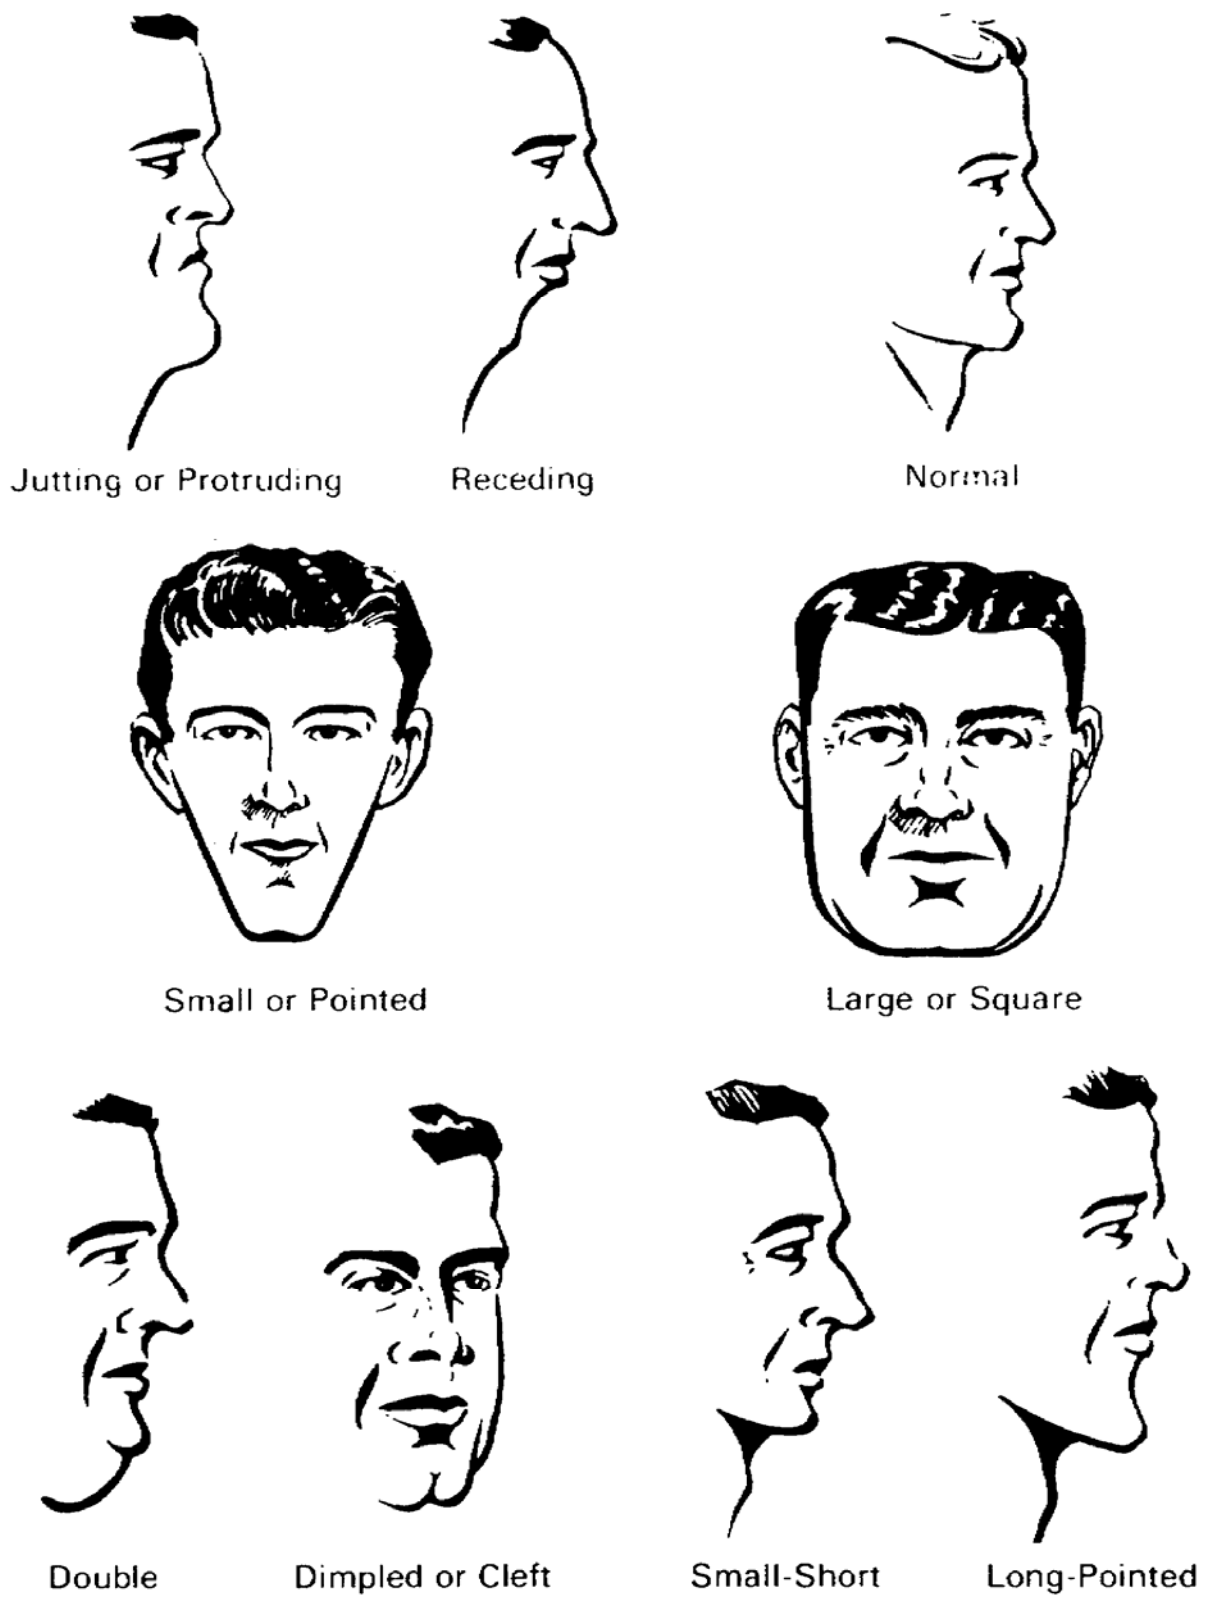 Jutting or Protruding
Receding
Normal
Small or Pointed
Large or Square
Double
Dimpled or Cleft
Small-Short
Long-Pointed